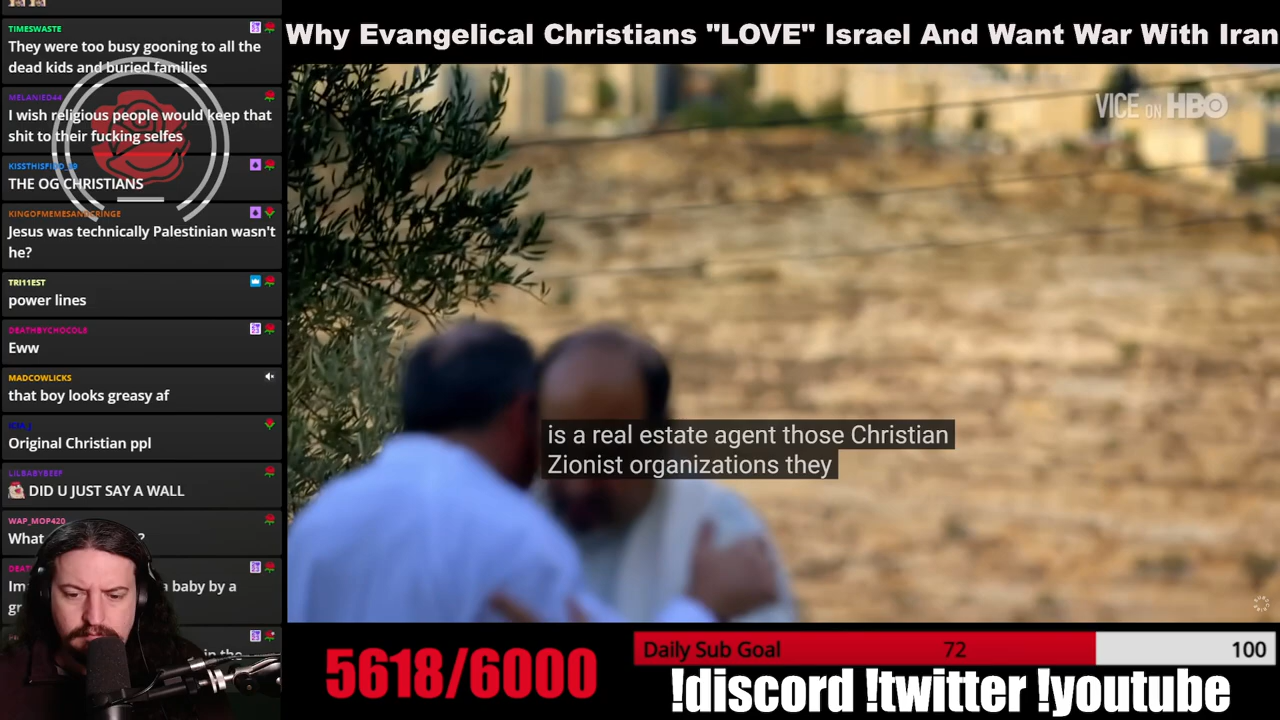 TIMESWASTE
They were too busy gooning to all the
dead kids and buried families
MELANIED44
I wish religious people would keep that
shit to their fucking selfes
THE OG CHRISTIANS
Jesus was technically Palestinian wasn't
he?
TRI11EST
power lines
DEATHBYCHOCOLE
Eww
MADCOWLICKS
that boy looks greasy af
Original Christian ppl
LILBABYBEEF
DID U JUST SAY A WALL
WAP_MOP420
?
a baby by a
in the
Why Evangelical Christians "LOVE" Israel And Want War With Iran
VICE ON HBO
is a real estate agent those Christian
Zionist organizations they
5618/6000
Daily Sub Goal 72 100
!discord !twitter !youtube